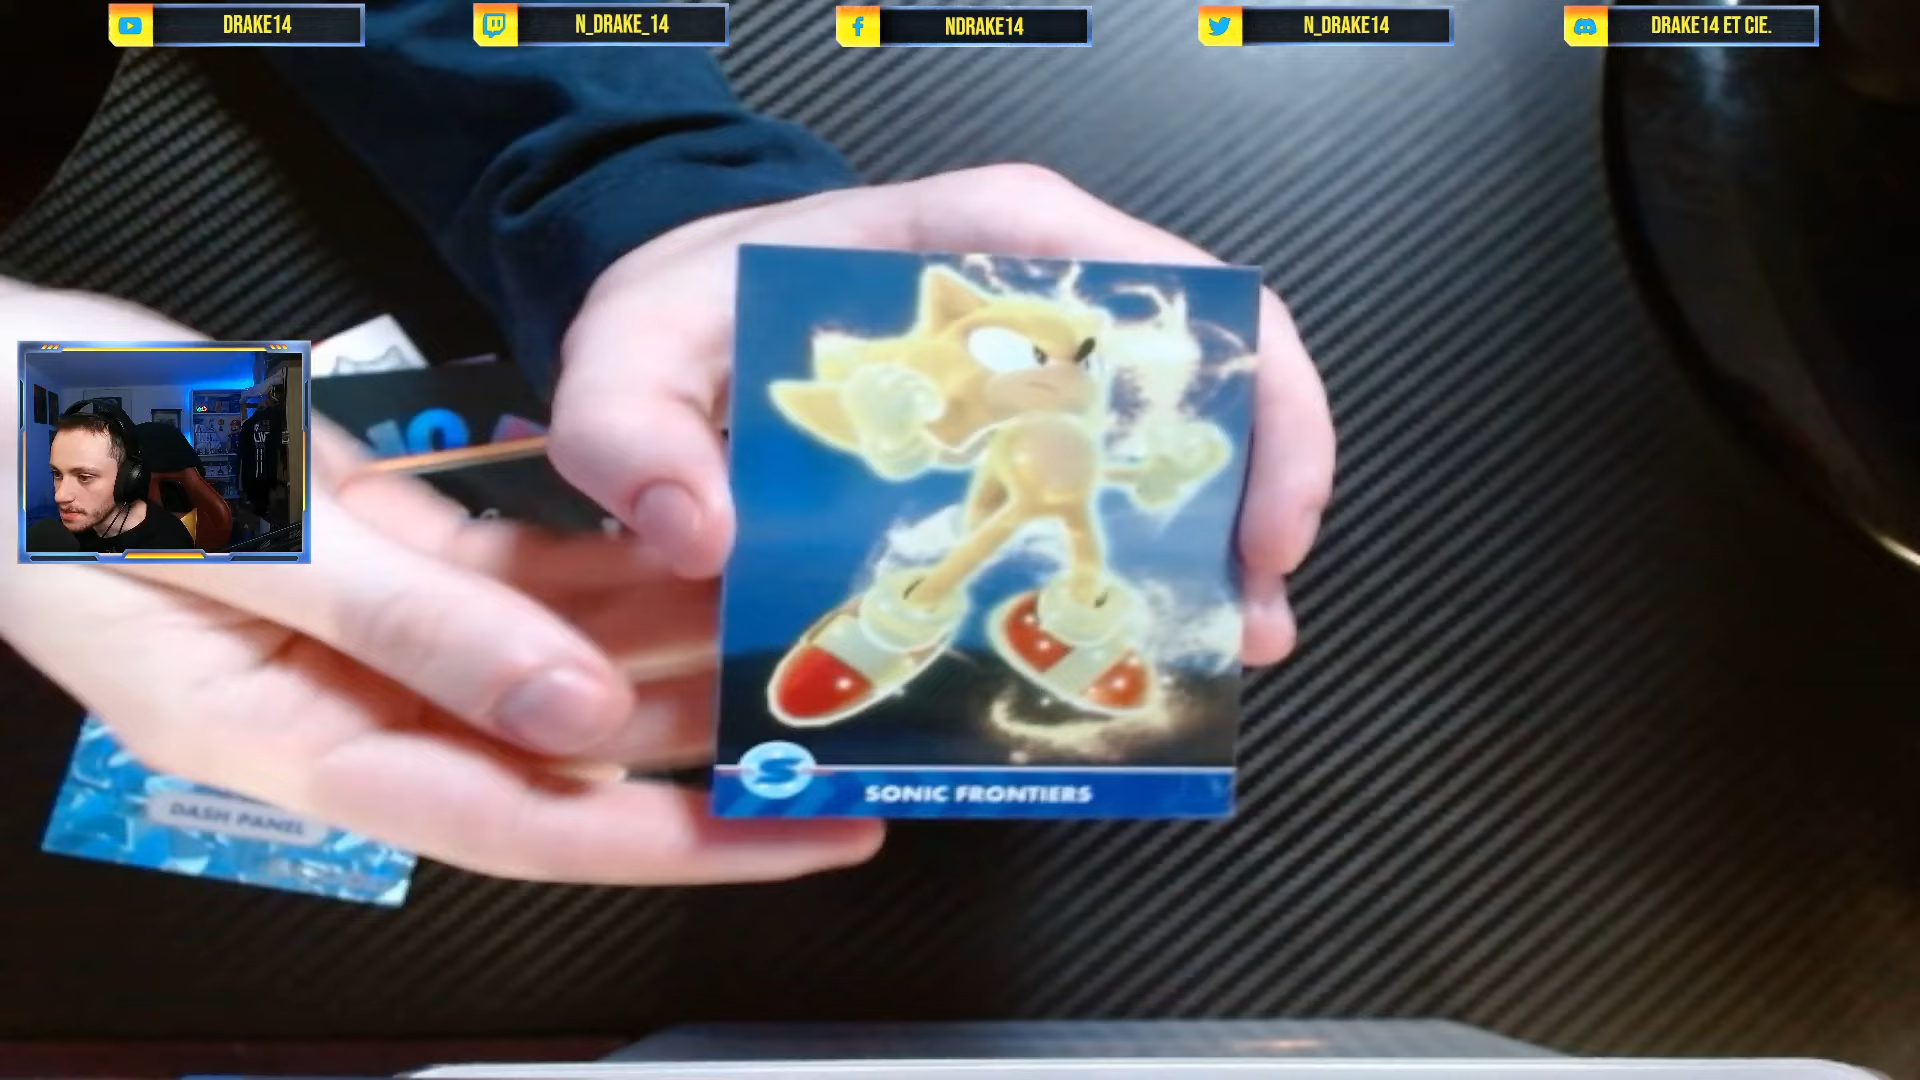 DRAKE14
N_DRAKE_14
NDRAKE14
N_DRAKE14
DRAKE14 ET CIE.
SONIC FRONTIERS
DASH PANEL